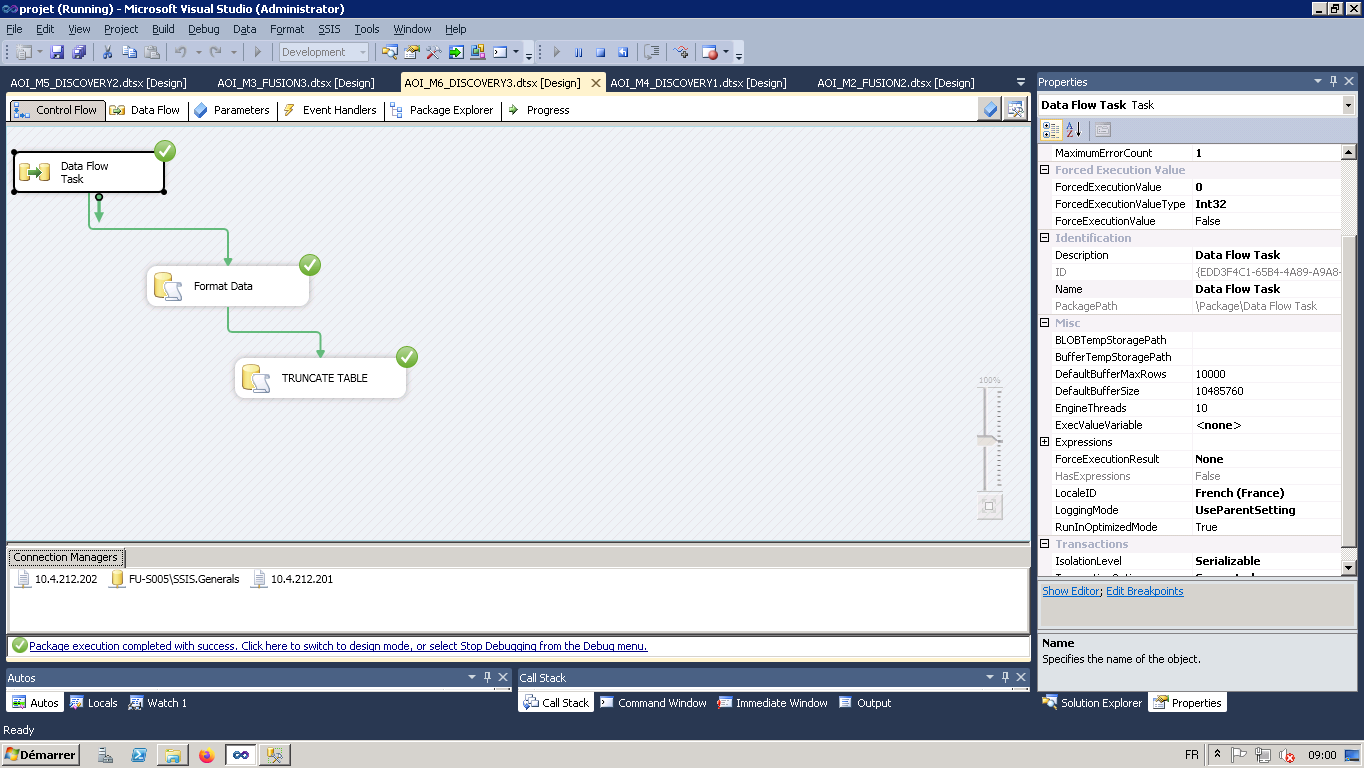 projet (Running) - Microsoft Visual Studio (Administrator)
File Edit View Project Build Debug Data Format SSIS Tools Window Help
Development
AOI_M5_DISCOVERY2.dtsx [Design] AOI_M3_FUSION3.dtsx [Design] AOI_M6_DISCOVERY3.dtsx [Design] AOI_M4_DISCOVERY1.dtsx [Design] AOI_M2_FUSION2.dtsx [Design]
Control Flow Data Flow Parameters Event Handlers Package Explorer Progress
Data Flow
Task
Format Data
TRUNCATE TABLE
100%
Connection Managers
10.4.212.202 FU-S005\SSIS.Generals 10.4.212.201
Package execution completed with success. Click here to switch to design mode, or select Stop Debugging from the Debug menu.
Autos
Autos Locals Watch 1
Call Stack
Call Stack Command Window Immediate Window Output
Properties
Data Flow Task Task
MaximumErrorCount 1
Forced Execution Value
ForcedExecutionValue 0
ForcedExecutionValueType Int32
ForceExecutionValue False
Identification
Description Data Flow Task
ID {EDD3F4C1-65B4-4A89-A9A8-
Name Data Flow Task
PackagePath \Package\Data Flow Task
Misc
BLOBTempStoragePath
BufferTempStoragePath
DefaultBufferMaxRows 10000
DefaultBufferSize 10485760
EngineThreads 10
ExecValueVariable <none>
Expressions
ForceExecutionResult None
HasExpressions False
LocaleID French (France)
LoggingMode UseParentSetting
RunInOptimizedMode True
Transactions
IsolationLevel Serializable
Show Editor; Edit Breakpoints
Name
Specifies the name of the object.
Solution Explorer Properties
Ready
Démarrer FR 09:00